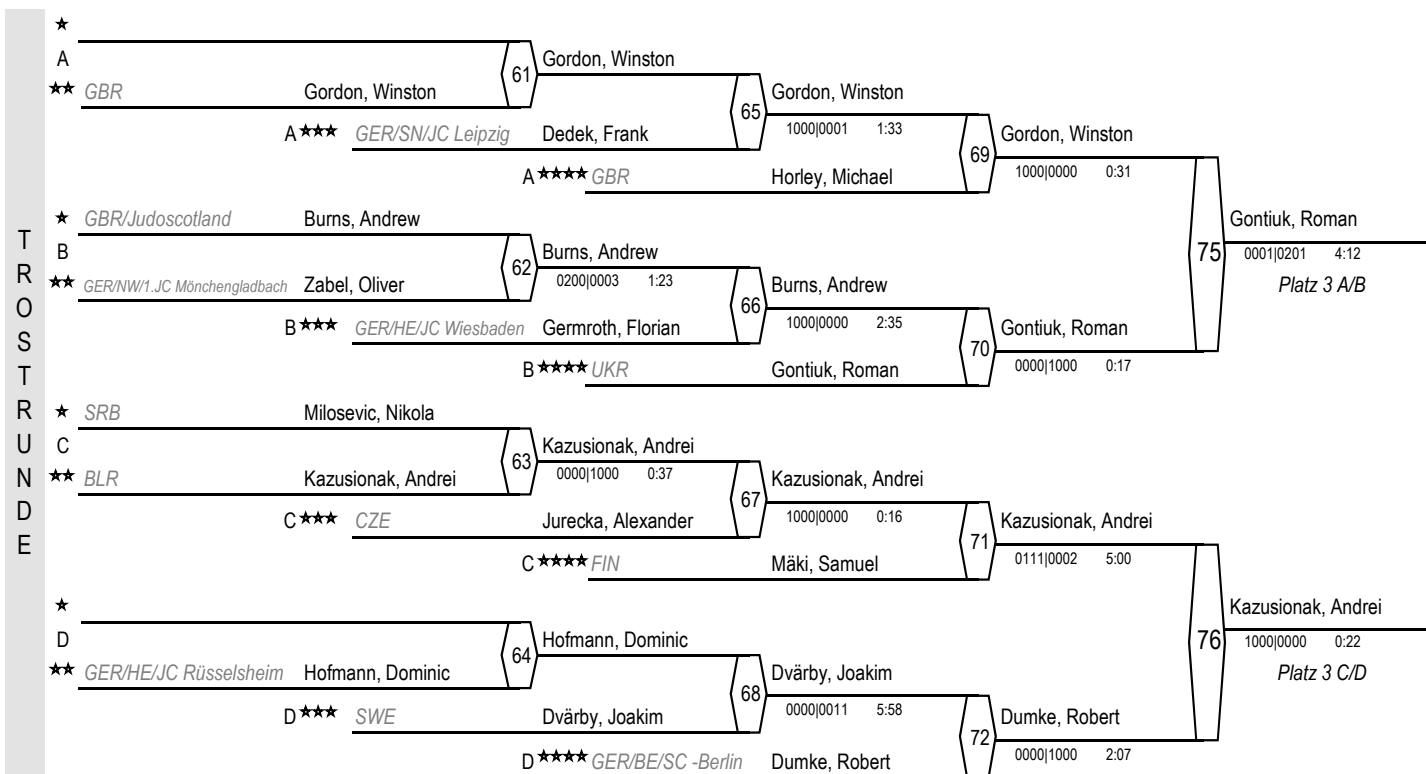 TROSTRUNDE
★
A
61 Gordon, Winston
★★ GBR Gordon, Winston
65 Gordon, Winston
1000|0001 1:33
A ★★★ GER/SN/JC Leipzig Dedek, Frank
69 Gordon, Winston
1000|0000 0:31
A ★★★★ GBR Horley, Michael
★ GBR/Judoscotland Burns, Andrew
75 Gontiuk, Roman
0001|0201 4:12
Platz 3 A/B
B
62 Burns, Andrew
0200|0003 1:23
★★ GER/NW/1.JC Mönchengladbach Zabel, Oliver
66 Burns, Andrew
1000|0000 2:35
B ★★★ GER/HE/JC Wiesbaden Germroth, Florian
70 Gontiuk, Roman
0000|1000 0:17
B ★★★★ UKR Gontiuk, Roman
★ SRB Milosevic, Nikola
C
63 Kazusionak, Andrei
0000|1000 0:37
★★ BLR Kazusionak, Andrei
67 Kazusionak, Andrei
1000|0000 0:16
C ★★★ CZE Jurecka, Alexander
71 Kazusionak, Andrei
0111|0002 5:00
C ★★★★ FIN Mäki, Samuel
★
76 Kazusionak, Andrei
1000|0000 0:22
Platz 3 C/D
D
64 Hofmann, Dominic
★★ GER/HE/JC Rüsselsheim Hofmann, Dominic
68 Dvärby, Joakim
0000|0011 5:58
D ★★★ SWE Dvärby, Joakim
72 Dumke, Robert
0000|1000 2:07
D ★★★★ GER/BE/SC -Berlin Dumke, Robert